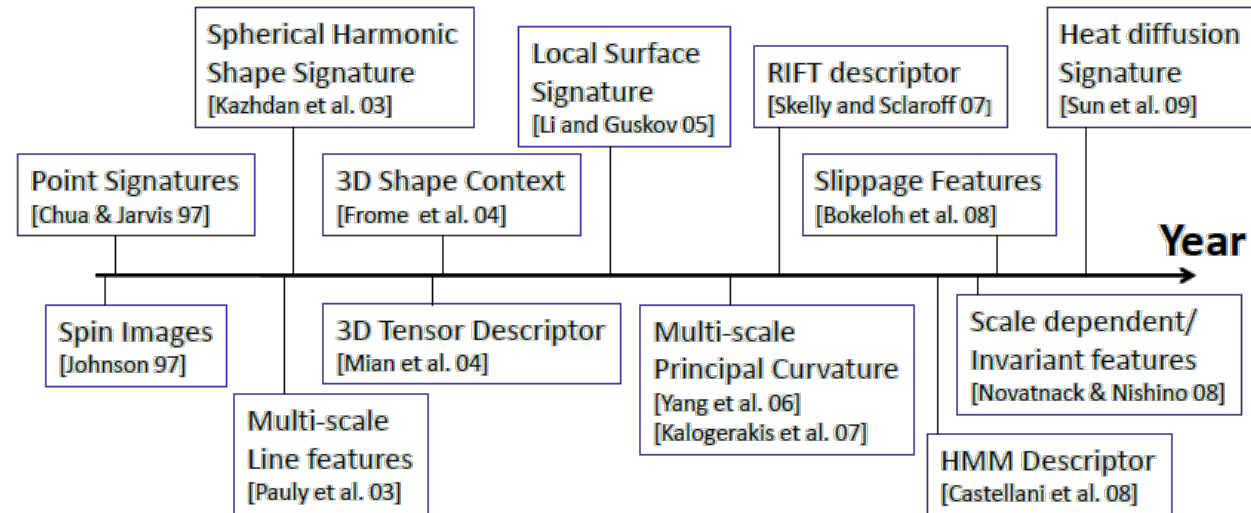 Spherical Harmonic
Shape Signature
[Kazhdan et al. 03]
Local Surface
Signature
[Li and Guskov 05]
RIFT descriptor
[Skelly and Sclaroff 07]
Heat diffusion
Signature
[Sun et al. 09]
Point Signatures
[Chua & Jarvis 97]
3D Shape Context
[Frome et al. 04]
Slippage Features
[Bokeloh et al. 08]
Year
Spin Images
[Johnson 97]
3D Tensor Descriptor
[Mian et al. 04]
Multi-scale
Principal Curvature
[Yang et al. 06]
[Kalogerakis et al. 07]
Scale dependent/
Invariant features
[Novatnack & Nishino 08]
Multi-scale
Line features
[Pauly et al. 03]
HMM Descriptor
[Castellani et al. 08]